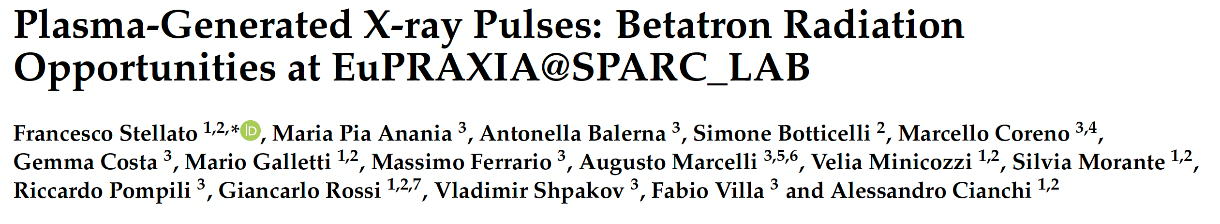 Plasma-Generated X-ray Pulses: Betatron Radiation
Opportunities at EuPRAXIA@SPARC_LAB
Francesco Stellato 1,2,* iD, Maria Pia Anania 3, Antonella Balerna 3, Simone Botticelli 2, Marcello Coreno 3,4,
Gemma Costa 3, Mario Galletti 1,2, Massimo Ferrario 3, Augusto Marcelli 3,5,6, Velia Minicozzi 1,2, Silvia Morante 1,2,
Riccardo Pompili 3, Giancarlo Rossi 1,2,7, Vladimir Shpakov 3, Fabio Villa 3 and Alessandro Cianchi 1,2